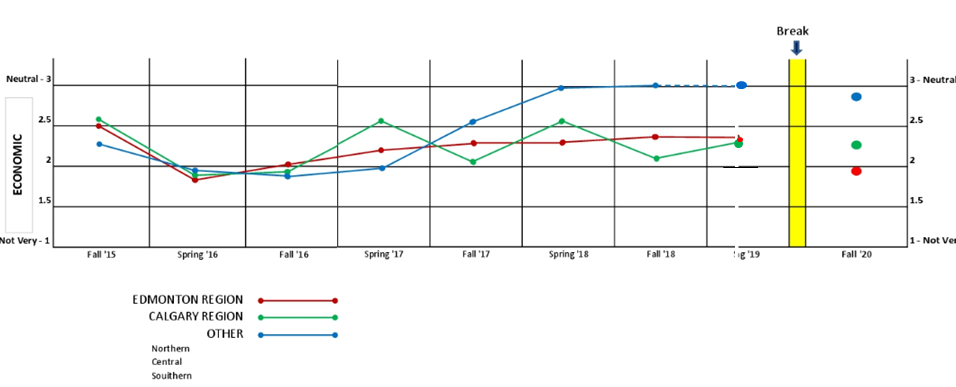 Break
Neutral - 3
3 - Neutral
2.5
2.5
ECONOMIC
2
2
1.5
1.5
Not Very - 1
1 - Not Ver
Fall '15
Spring '16
Fall '16
Spring '17
Fall '17
Spring '18
Fall '18
g '19
Fall '20
EDMONTON REGION
CALGARY REGION
OTHER
Northern
Central
Souithern